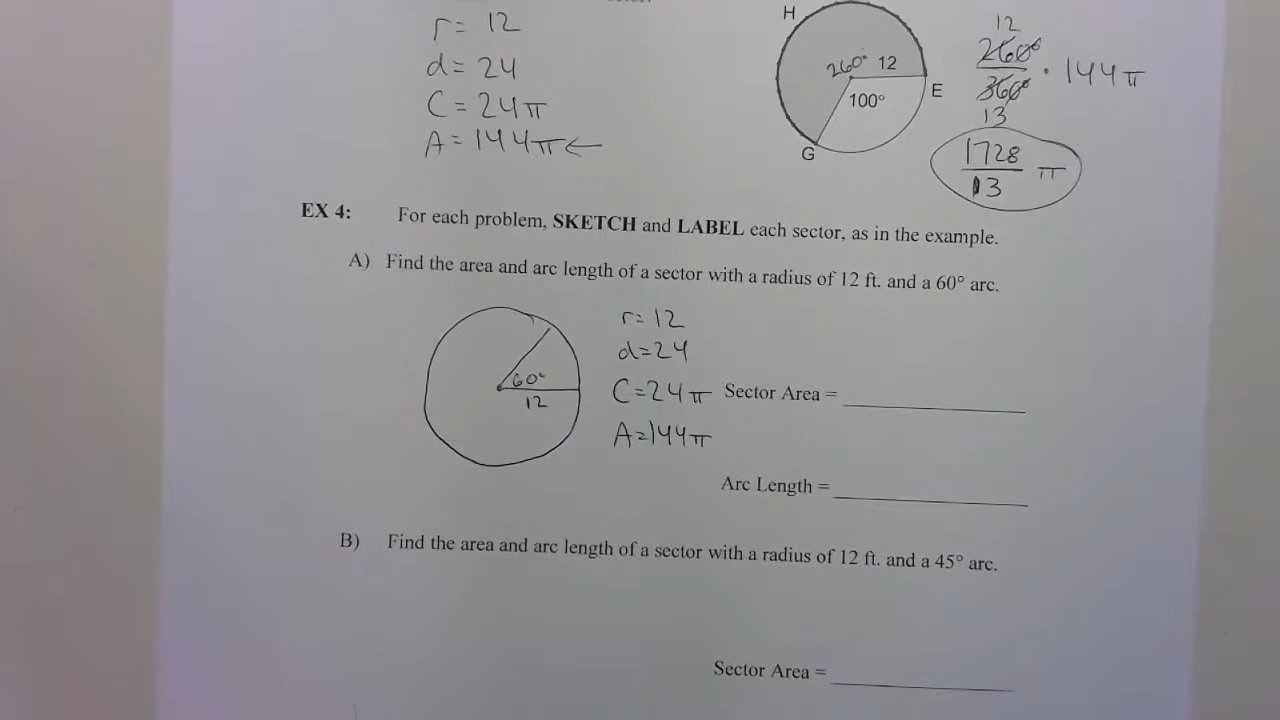 r= 12
d= 24
C= 24π
A= 144π←
H
260° 12
100°
E
G
12
260°
360° · 144π
13
1728
13 π
EX 4: For each problem, SKETCH and LABEL each sector, as in the example.
A) Find the area and arc length of a sector with a radius of 12 ft. and a 60° arc.
60°
12
r= 12
d=24
C=24π
A=144π
Sector Area =
Arc Length =
B) Find the area and arc length of a sector with a radius of 12 ft. and a 45° arc.
Sector Area =